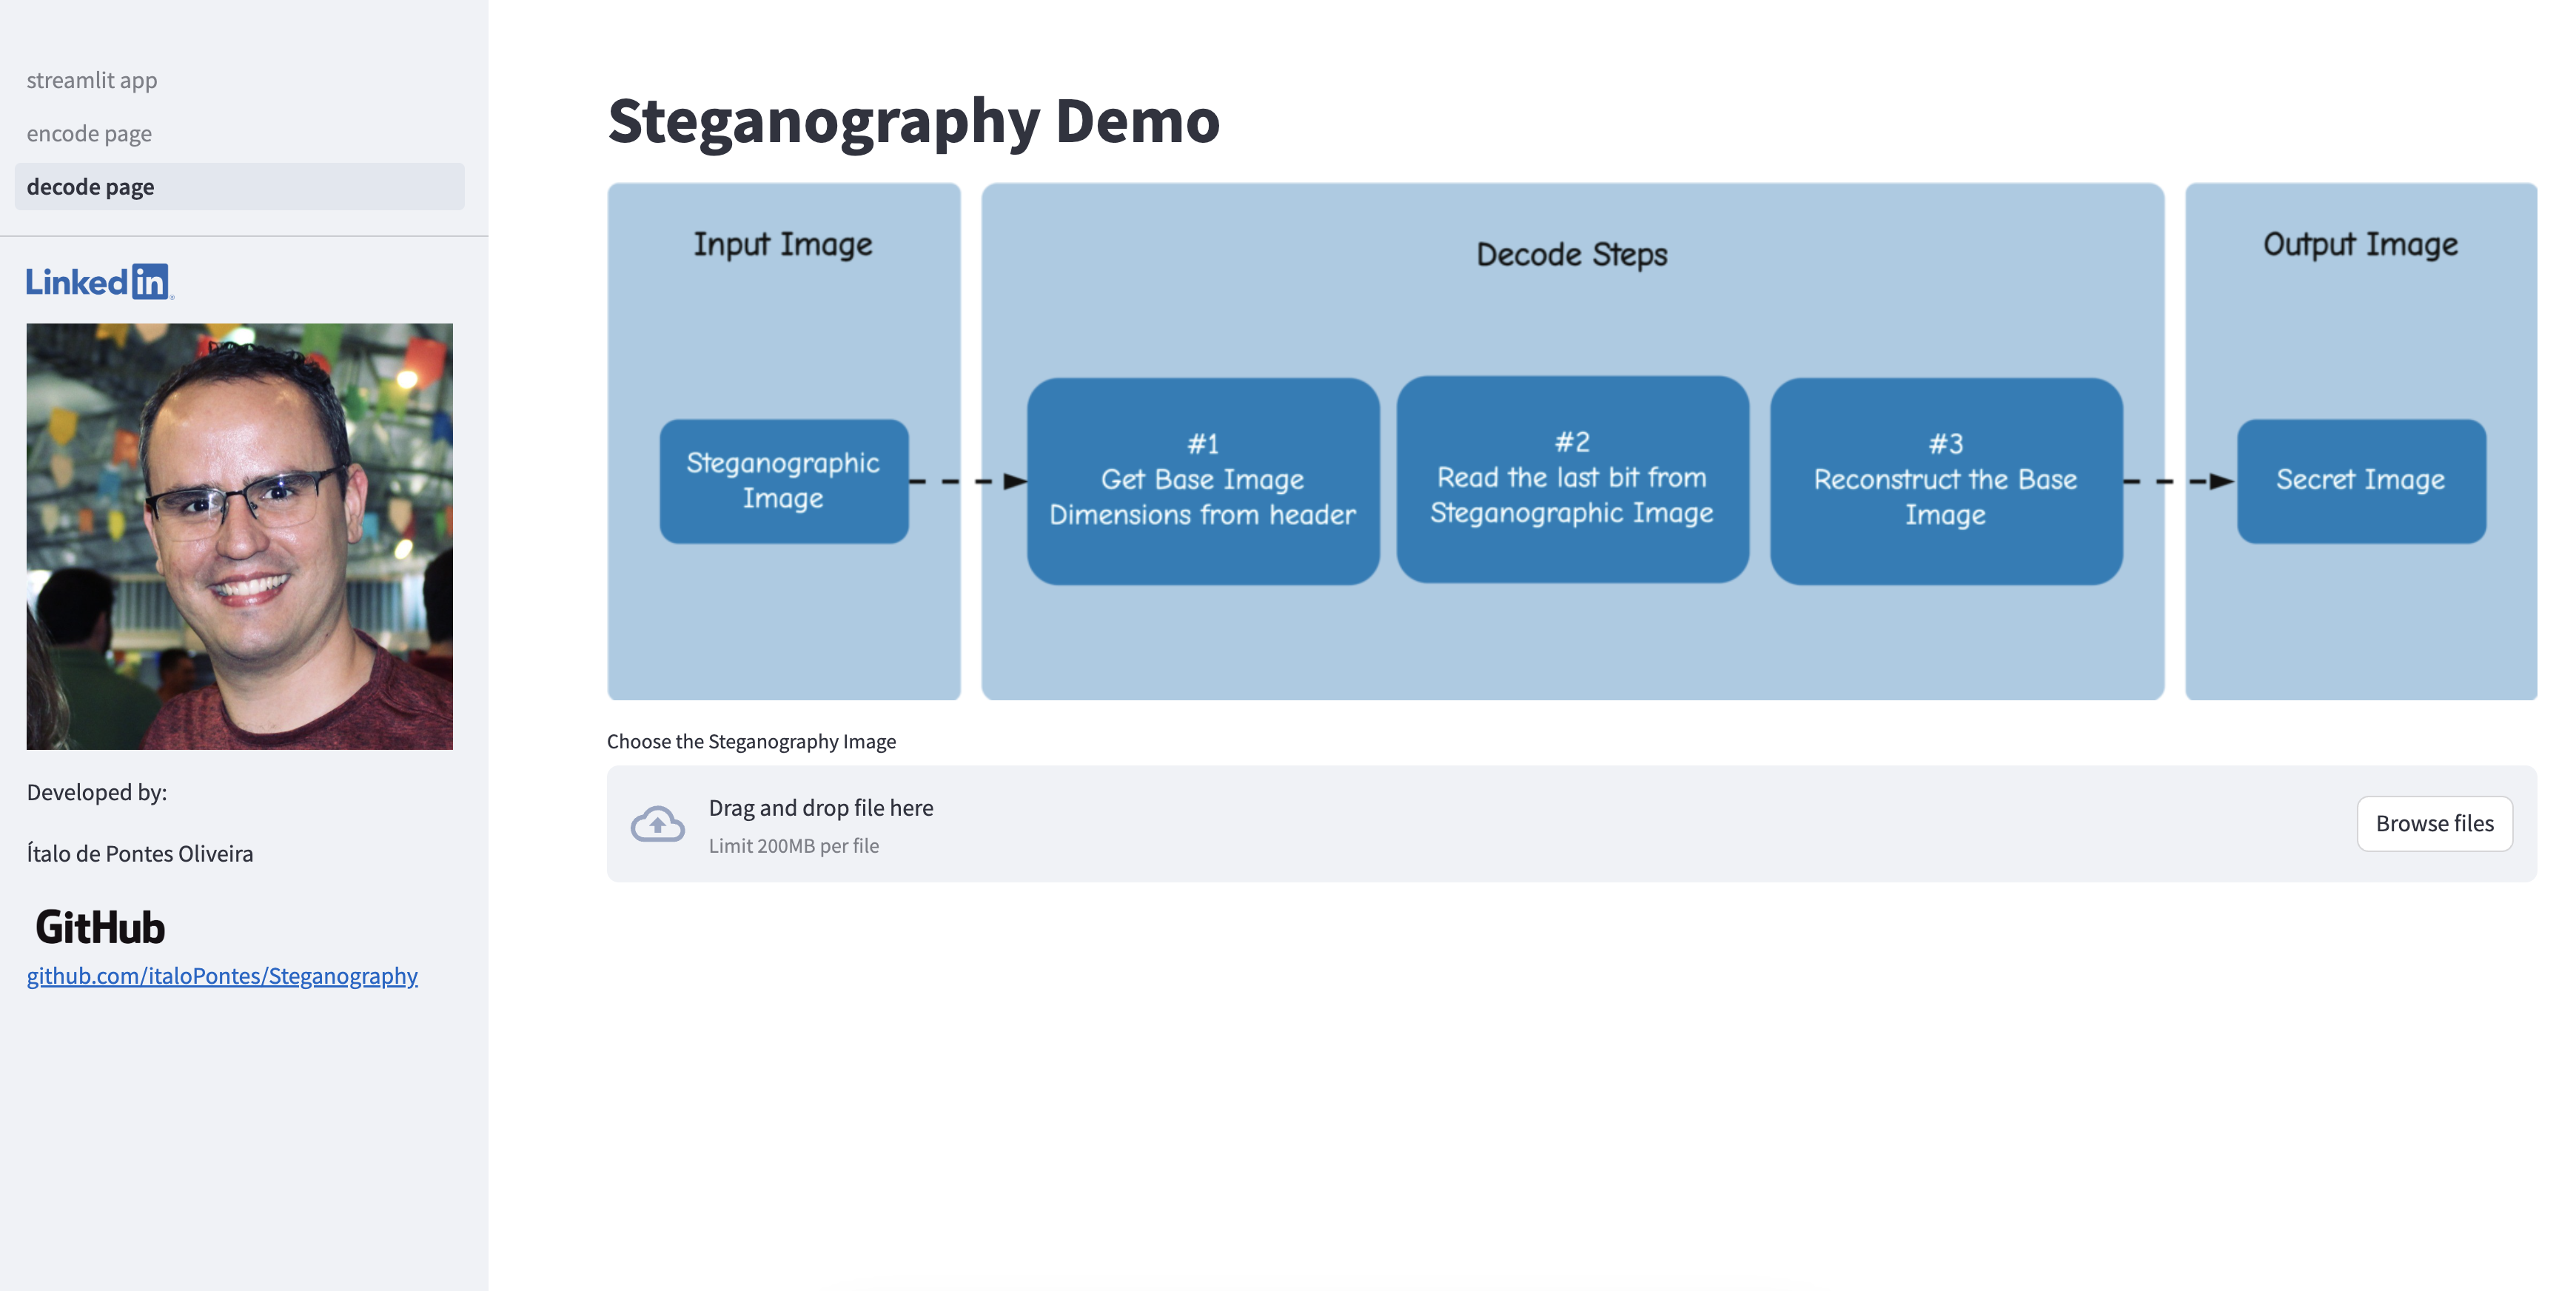 streamlit app
encode page
decode page
Linked in
Developed by:
Ítalo de Pontes Oliveira
GitHub
github.com/italoPontes/Steganography
Steganography Demo
Input Image
Steganographic
Image
Decode Steps
#1
Get Base Image
Dimensions from header
#2
Read the last bit from
Steganographic Image
#3
Reconstruct the Base
Image
Output Image
Secret Image
Choose the Steganography Image
Drag and drop file here
Limit 200MB per file
Browse files